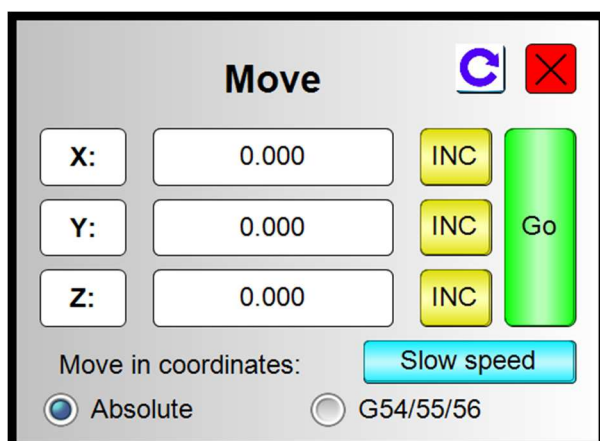 Move
X: 0.000 INC
Y: 0.000 INC Go
Z: 0.000 INC
Move in coordinates: Slow speed
Absolute G54/55/56